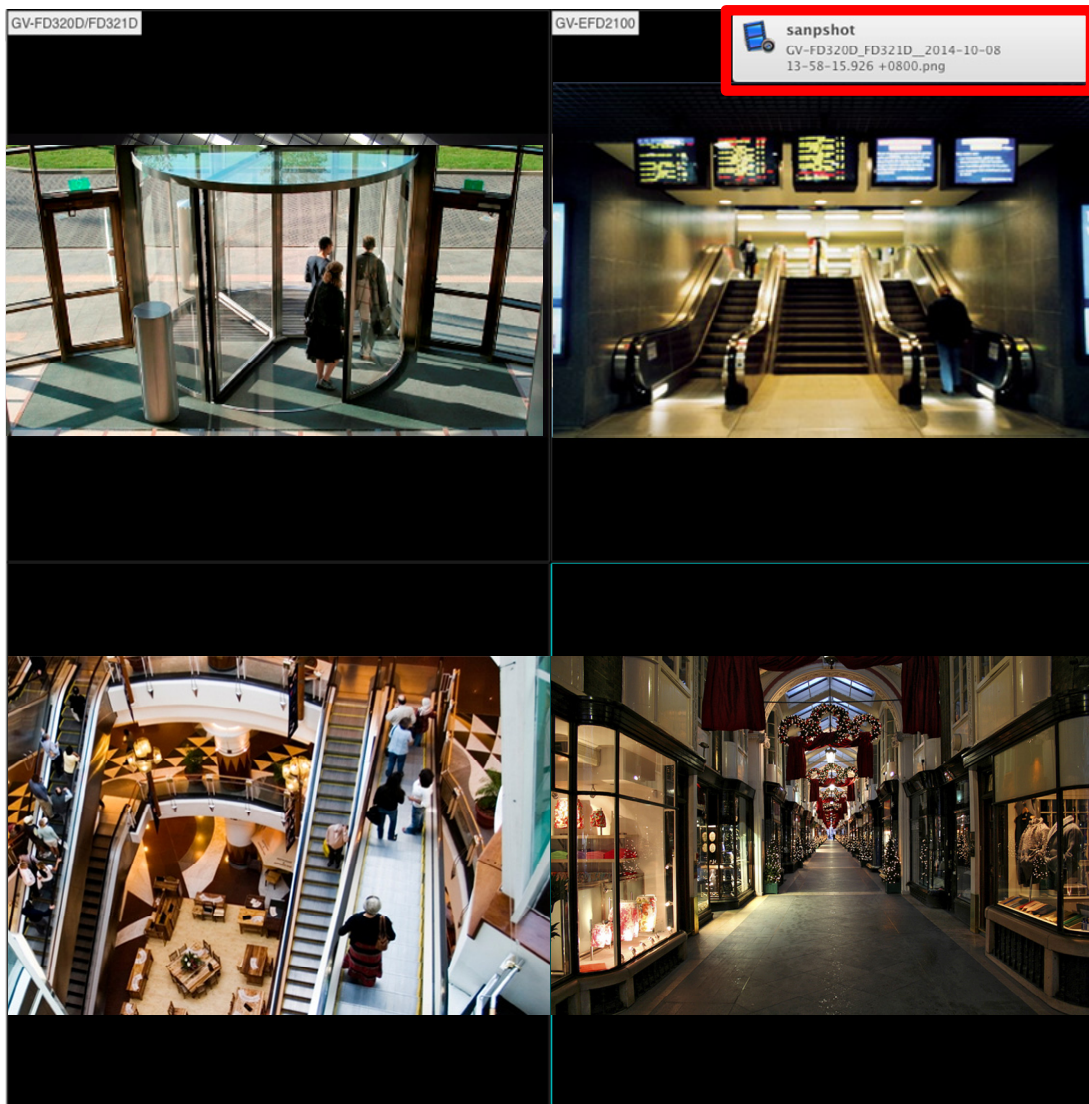 GV-FD320D/FD321D
GV-EFD2100
sanpshot
GV-FD320D_FD321D__2014-10-08
13-58-15.926 +0800.png